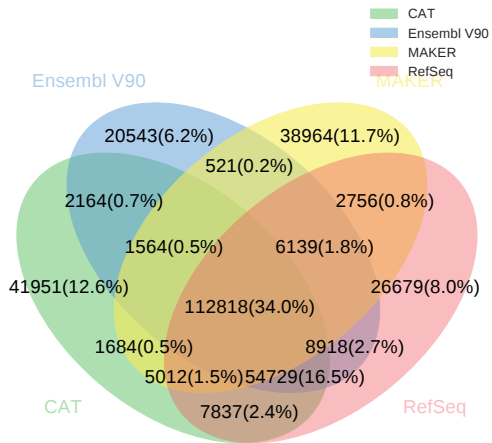 CAT
Ensembl V90
MAKER
RefSeq
Ensembl V90
MAKER
20543(6.2%)
38964(11.7%)
521(0.2%)
2164(0.7%)
2756(0.8%)
1564(0.5%)
6139(1.8%)
41951(12.6%)
26679(8.0%)
112818(34.0%)
1684(0.5%)
8918(2.7%)
5012(1.5%)
54729(16.5%)
CAT
7837(2.4%)
RefSeq